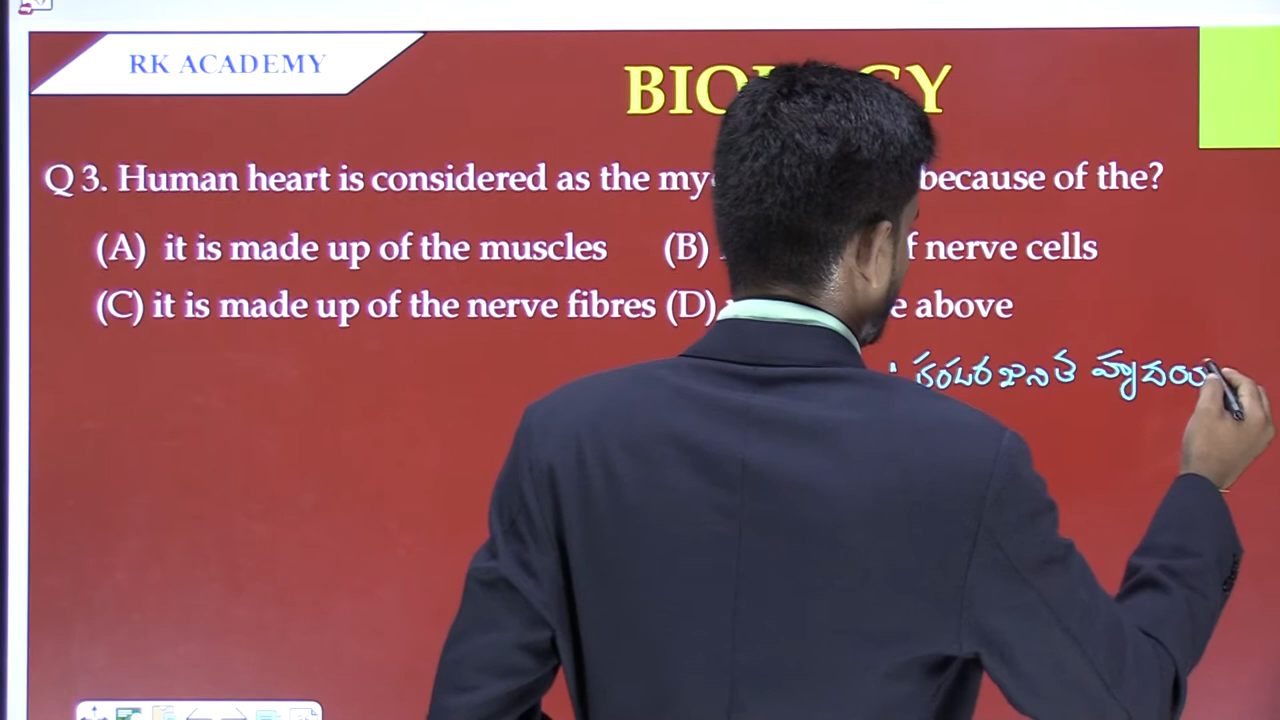 RK ACADEMY
BIO GY
Q 3. Human heart is considered as the my because of the?
(A) it is made up of the muscles (B) f nerve cells
(C) it is made up of the nerve fibres (D) e above
కండరజనిత హృదయ